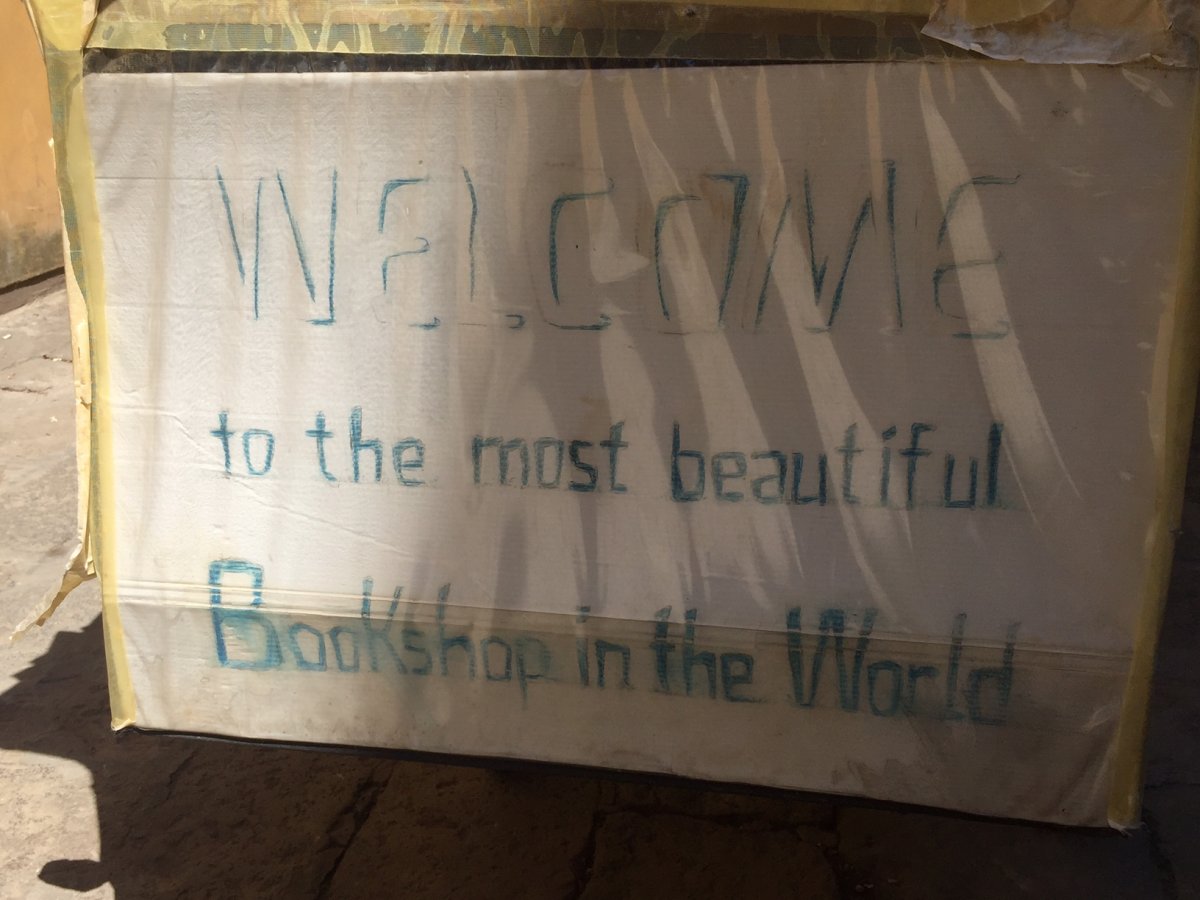 WELCOME
to the most beautiful
Bookshop in the World